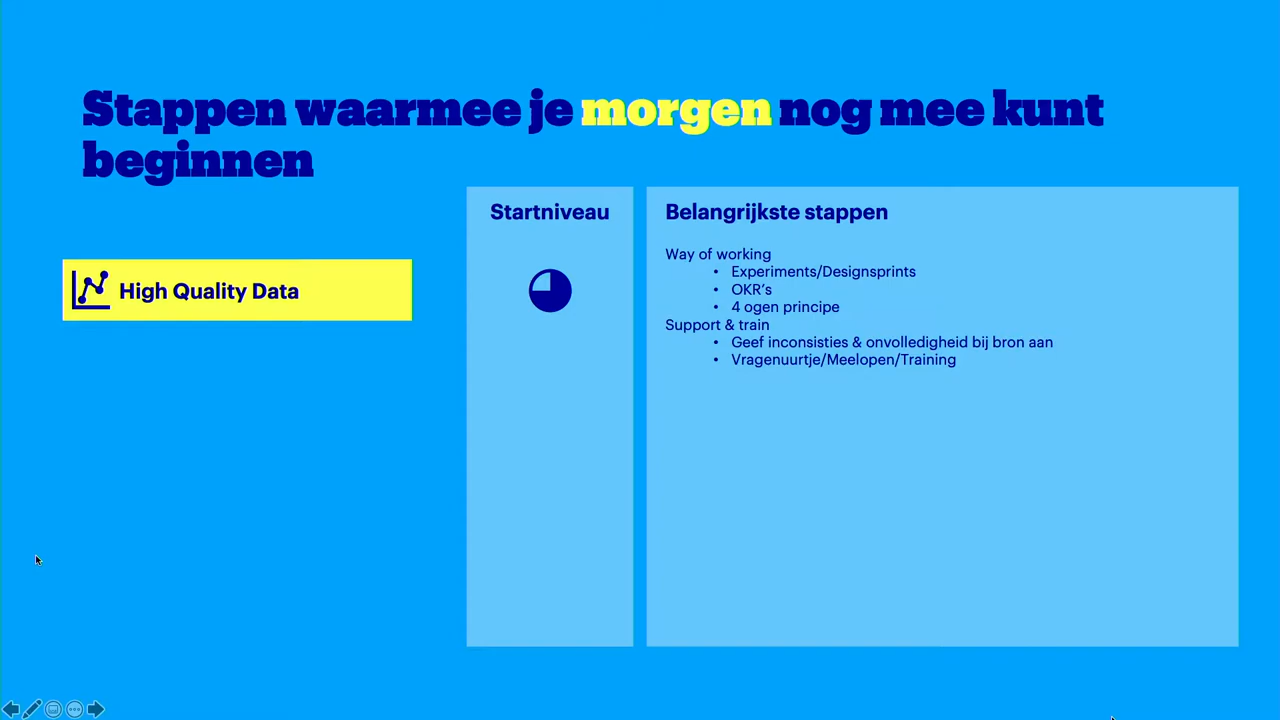 Stappen waarmee je morgen nog mee kunt
beginnen
High Quality Data
Startniveau
Belangrijkste stappen
Way of working
• Experiments/Designsprints
• OKR's
• 4 ogen principe
Support & train
• Geef inconsisties & onvolledigheid bij bron aan
• Vragenuurtje/Meelopen/Training